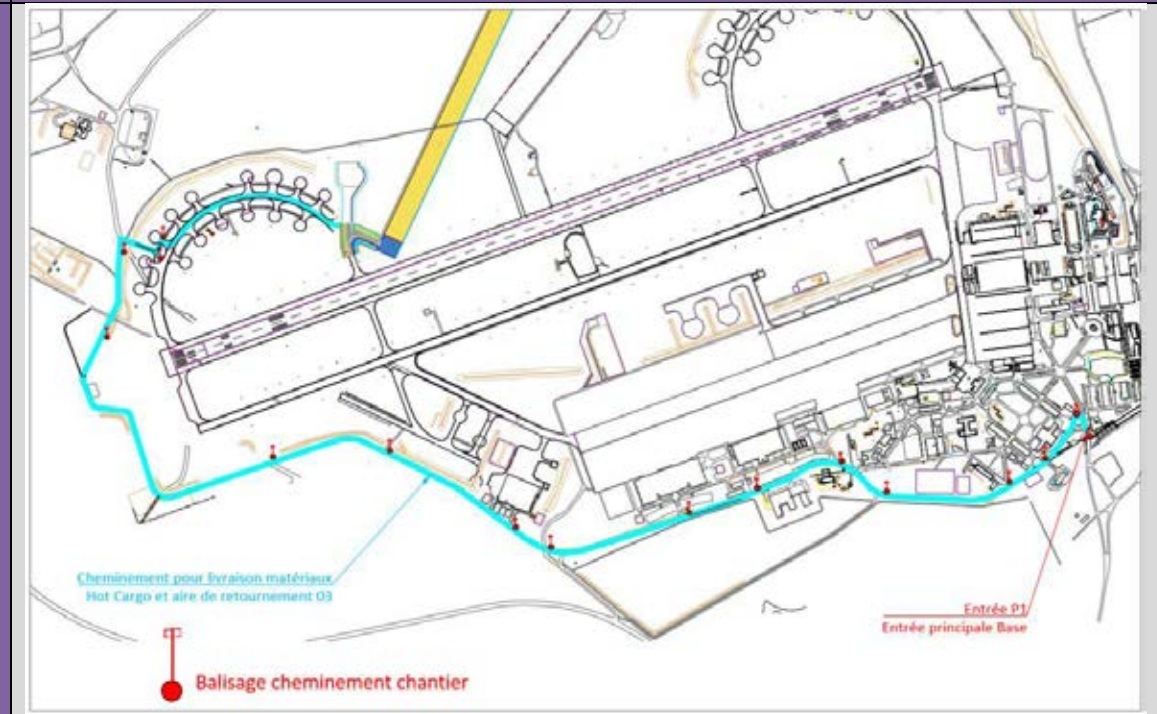 Cheminement pour livraison matériaux
Hot Cargo et aire de retournement 03
Entrée P1
Entrée principale Base
Balisage cheminement chantier